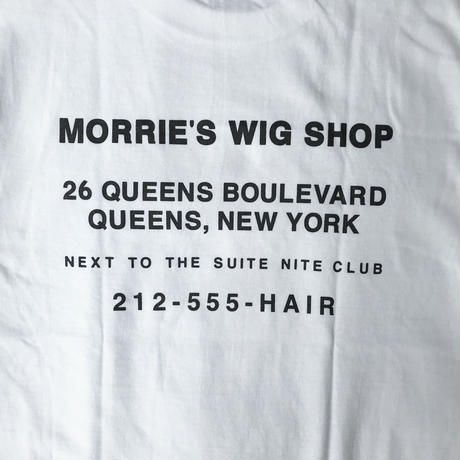 MORRIE'S WIG SHOP
26 QUEENS BOULEVARD
QUEENS, NEW YORK
NEXT TO THE SUITE NITE CLUB
212-555-HAIR